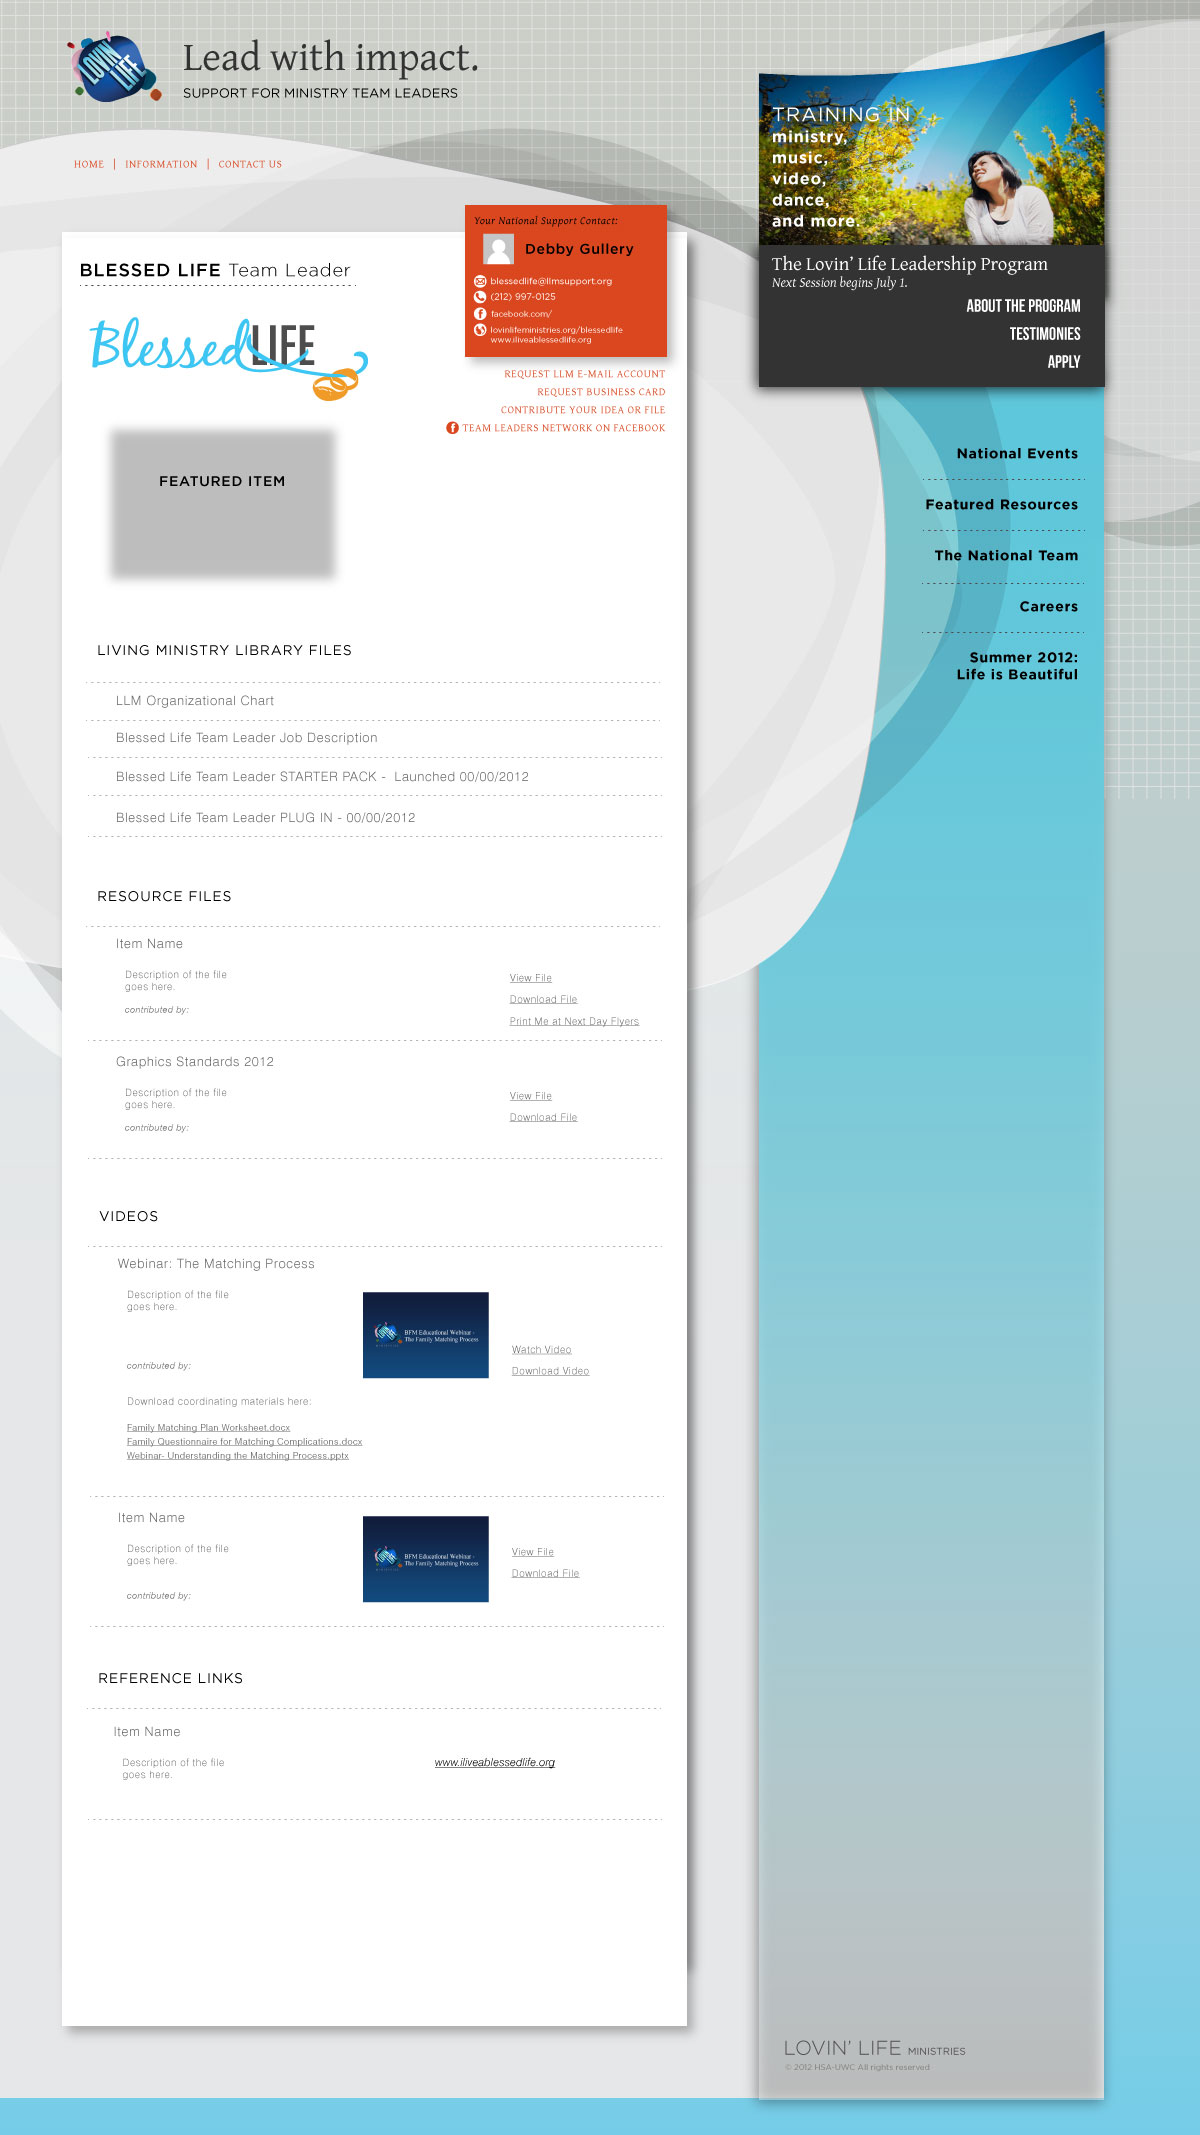 LOVIN' LIFE
Lead with impact.
SUPPORT FOR MINISTRY TEAM LEADERS
HOME | INFORMATION | CONTACT US
TRAINING IN
ministry,
music,
video,
dance,
and more.
The Lovin' Life Leadership Program
Next Session begins July 1.
ABOUT THE PROGRAM
TESTIMONIES
APPLY
Your National Support Contact:
Debby Gullery
blessedlife@llmsupport.org
(212) 997-0125
facebook.com/
lovinlifeministries.org/blessedlife
www.iliveablessedlife.org
BLESSED LIFE Team Leader
Blessed LIFE
REQUEST LLM E-MAIL ACCOUNT
REQUEST BUSINESS CARD
CONTRIBUTE YOUR IDEA OR FILE
TEAM LEADERS NETWORK ON FACEBOOK
FEATURED ITEM
National Events
Featured Resources
The National Team
Careers
Summer 2012:
Life is Beautiful
LIVING MINISTRY LIBRARY FILES
LLM Organizational Chart
Blessed Life Team Leader Job Description
Blessed Life Team Leader STARTER PACK - Launched 00/00/2012
Blessed Life Team Leader PLUG IN - 00/00/2012
RESOURCE FILES
Item Name
Description of the file
goes here.
contributed by:
View File
Download File
Print Me at Next Day Flyers
Graphics Standards 2012
Description of the file
goes here.
contributed by:
View File
Download File
VIDEOS
Webinar: The Matching Process
Description of the file
goes here.
contributed by:
BFM Educational Webinar -
The Family Matching Process
Watch Video
Download Video
Download coordinating materials here:
Family Matching Plan Worksheet.docx
Family Questionnaire for Matching Complications.docx
Webinar- Understanding the Matching Process.pptx
Item Name
Description of the file
goes here.
contributed by:
BFM Educational Webinar -
The Family Matching Process
View File
Download File
REFERENCE LINKS
Item Name
Description of the file
goes here.
www.iliveablessedlife.org
LOVIN' LIFE MINISTRIES
© 2012 HSA-UWC All rights reserved